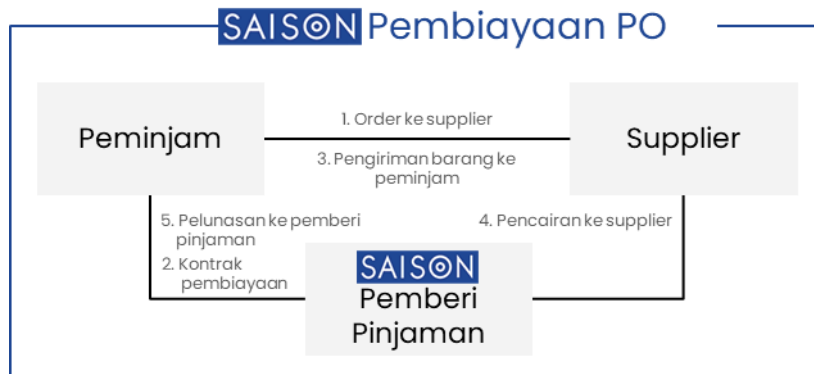 SAISON Pembiayaan PO
Peminjam
1. Order ke supplier
3. Pengiriman barang ke
peminjam
Supplier
5. Pelunasan ke pemberi
pinjaman
2. Kontrak
pembiayaan
4. Pencairan ke supplier
SAISON
Pemberi
Pinjaman